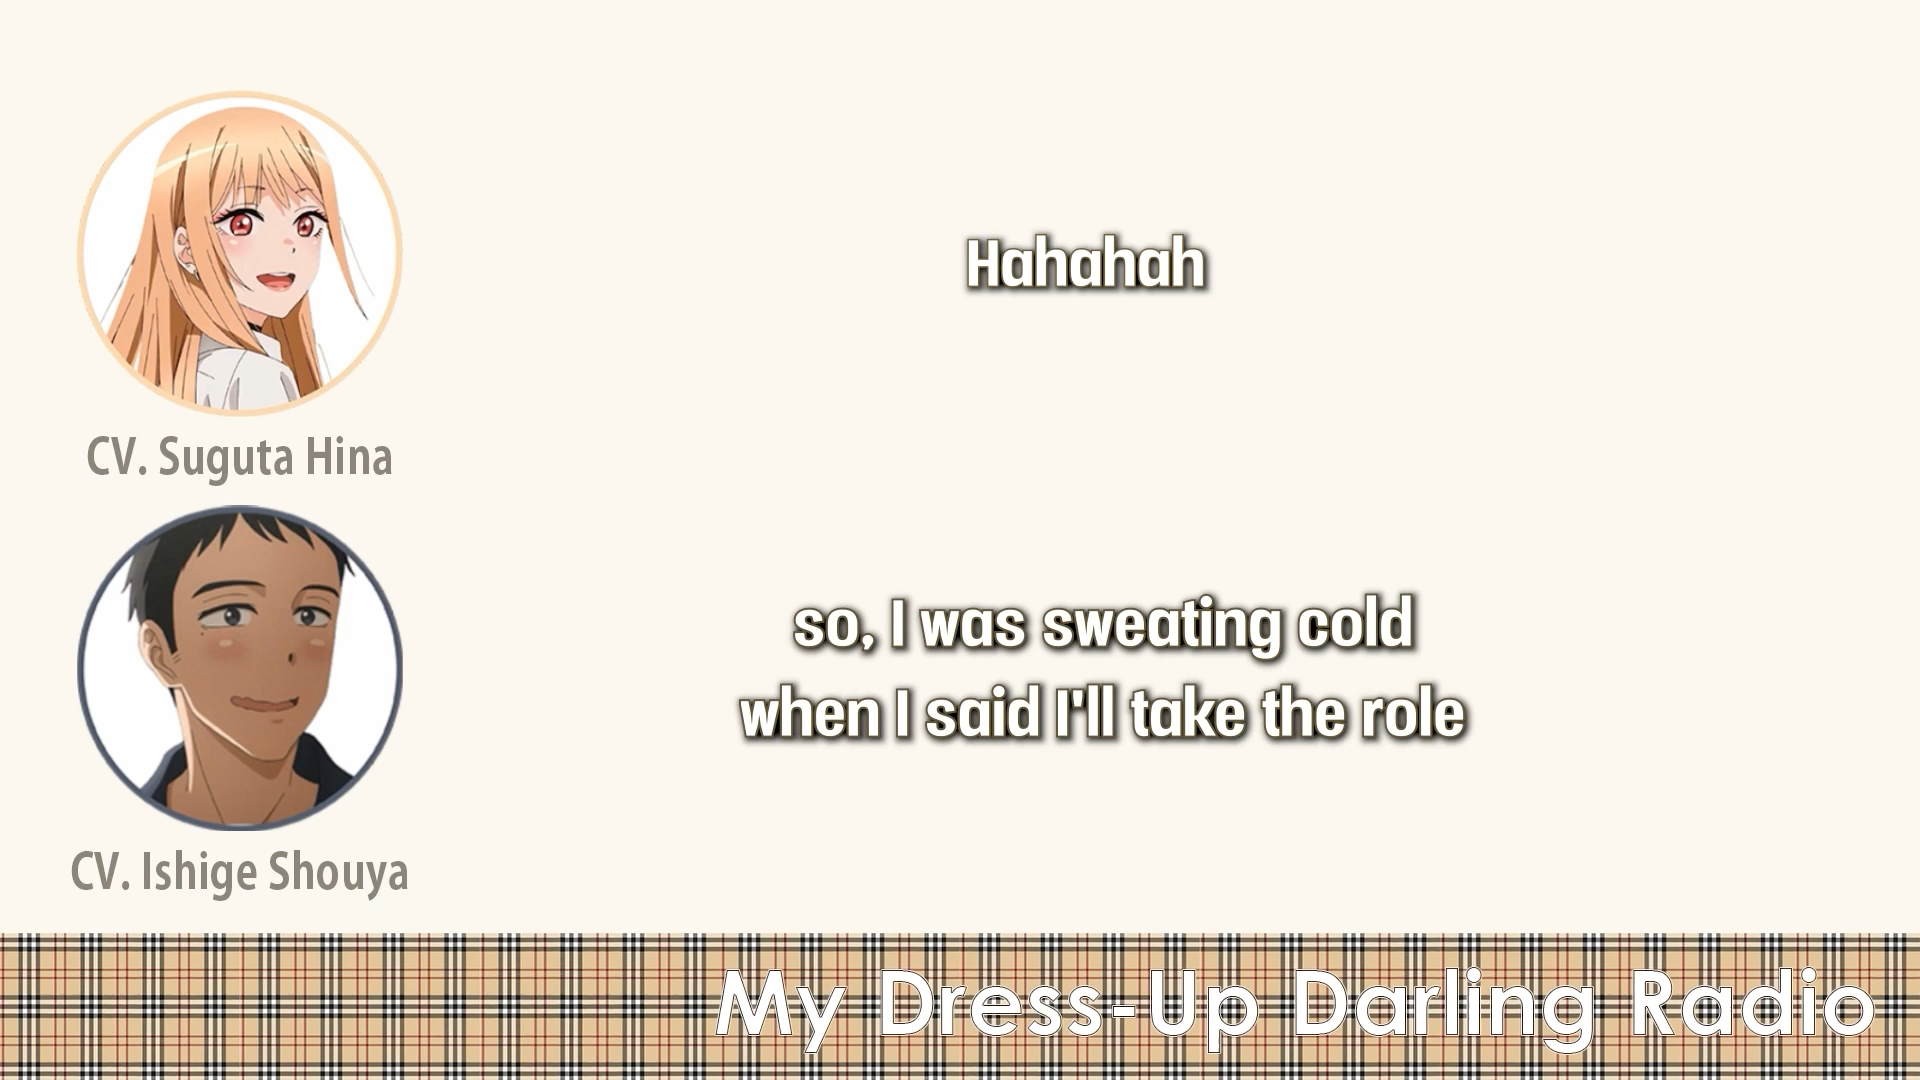 Hahahah
CV. Suguta Hina
so, I was sweating cold
when I said I'll take the role
CV. Ishige Shouya
My Dress-Up Darling Radio